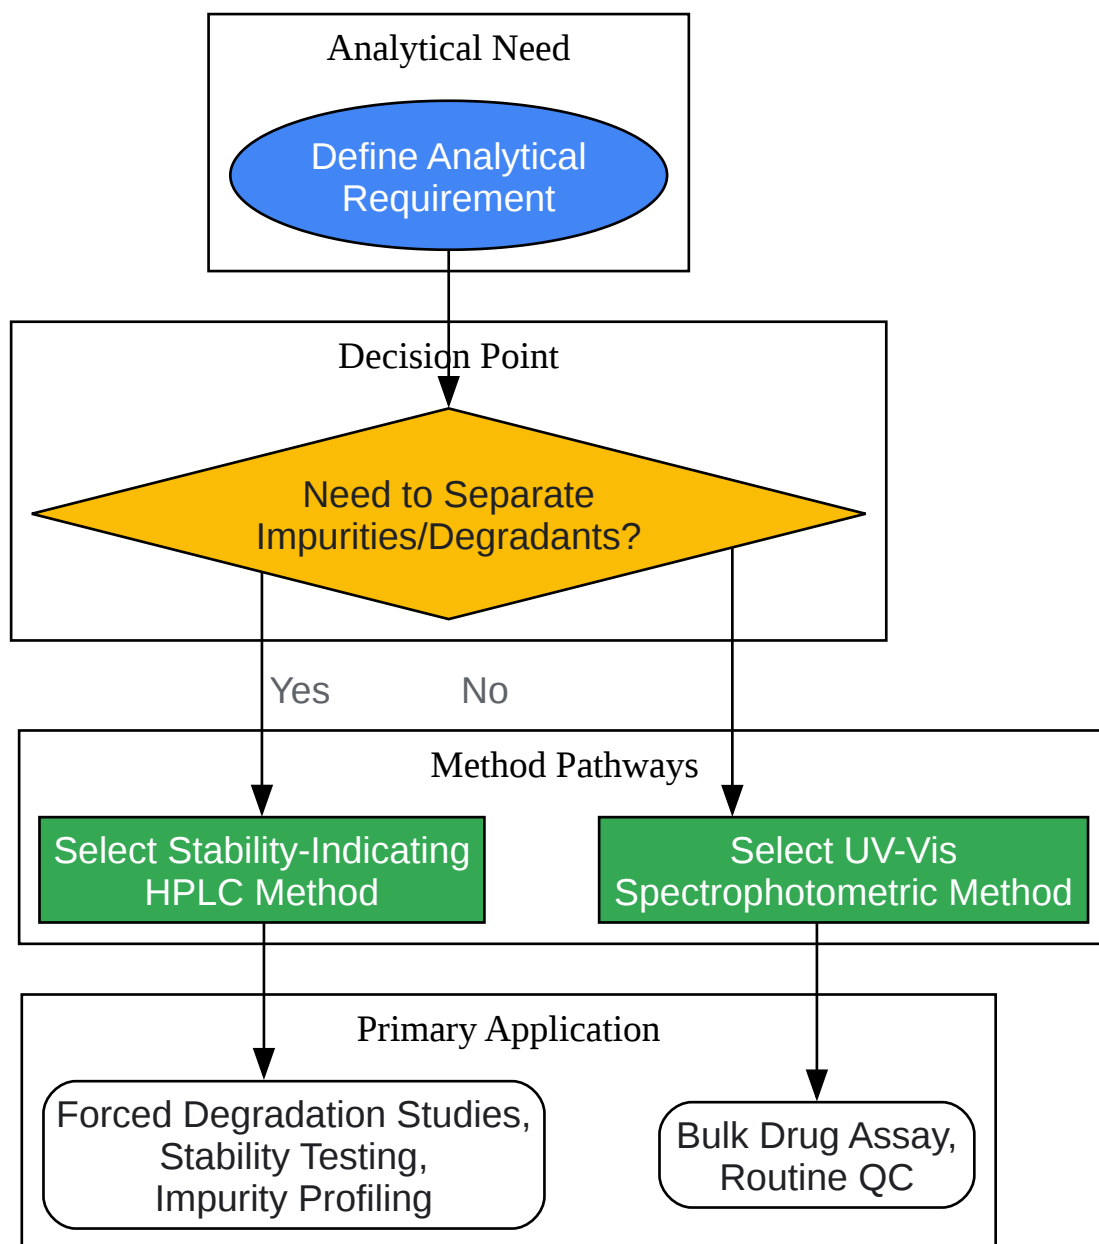 Analytical Need
Define Analytical
Requirement
Decision Point
Need to Separate
Impurities/Degradants?
Yes
No
Method Pathways
Select Stability-Indicating
HPLC Method
Select UV-Vis
Spectrophotometric Method
Primary Application
Forced Degradation Studies,
Stability Testing,
Impurity Profiling
Bulk Drug Assay,
Routine QC